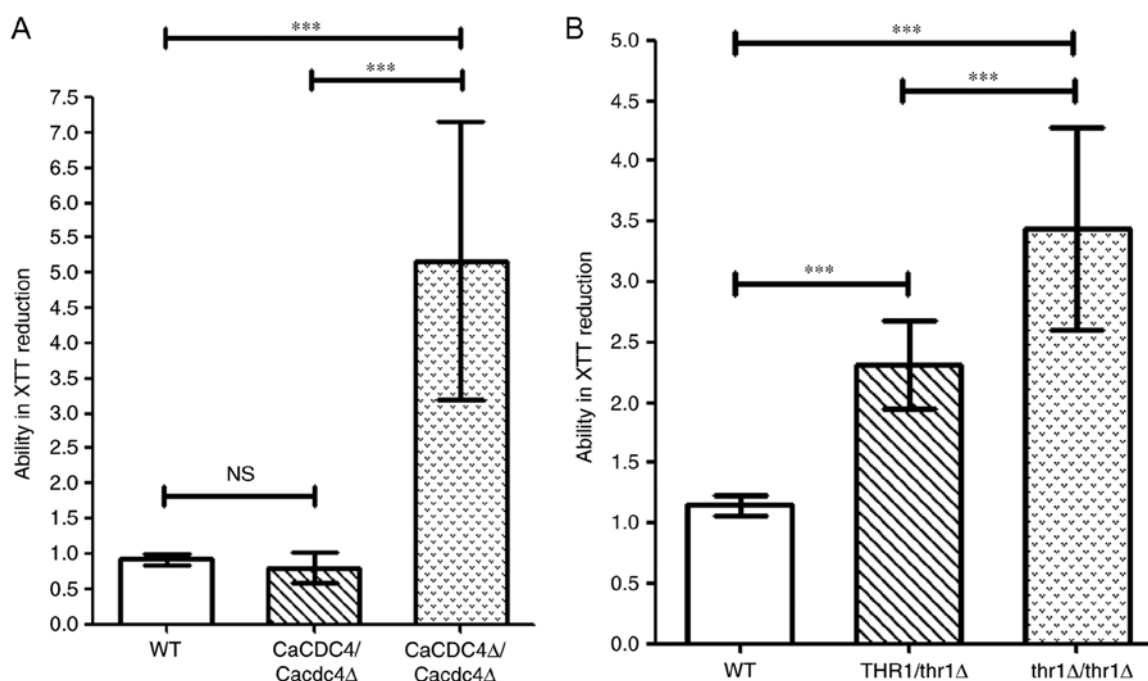 A
***
***
7.5
7.0
6.5
6.0
5.5
5.0
4.5
4.0
3.5
3.0
2.5
2.0
1.5
1.0
0.5
0.0
Ability in XTT reduction
NS
WT
CaCDC4/
Cacdc4Δ
CaCDC4Δ/
Cacdc4Δ
B
***
***
***
5.0
4.5
4.0
3.5
3.0
2.5
2.0
1.5
1.0
0.5
0.0
Ability in XTT reduction
WT
THR1/thr1Δ
thr1Δ/thr1Δ